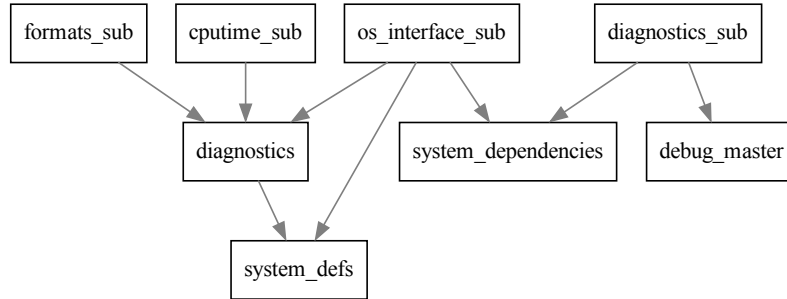 formats_sub
cputime_sub
os_interface_sub
diagnostics_sub
diagnostics
system_dependencies
debug_master
system_defs